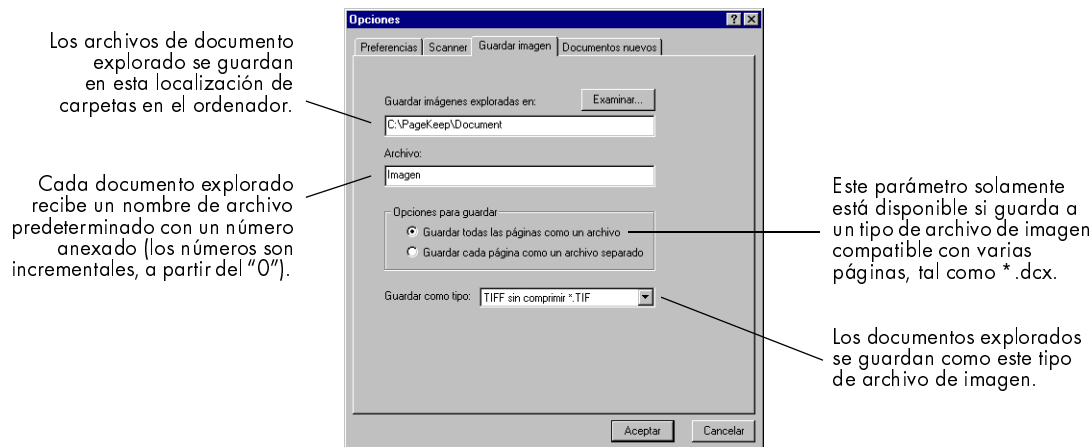 Los archivos de documento
explorado se guardan
en esta localización de
carpetas en el ordenador.
Cada documento explorado
recibe un nombre de archivo
predeterminado con un número
anexado (los números son
incrementales, a partir del "0").
Opciones
Preferencias Scanner Guardar imagen Documentos nuevos
Guardar imágenes exploradas en: Examinar...
C:\PageKeep\Document
Archivo:
Imagen
Opciones para guardar
Guardar todas las páginas como un archivo
Guardar cada página como un archivo separado
Guardar como tipo: TIFF sin comprimir *.TIF
Aceptar Cancelar
Este parámetro solamente
está disponible si guarda a
un tipo de archivo de imagen
compatible con varias
páginas, tal como *.dcx.
Los documentos explorados
se guardan como este tipo
de archivo de imagen.